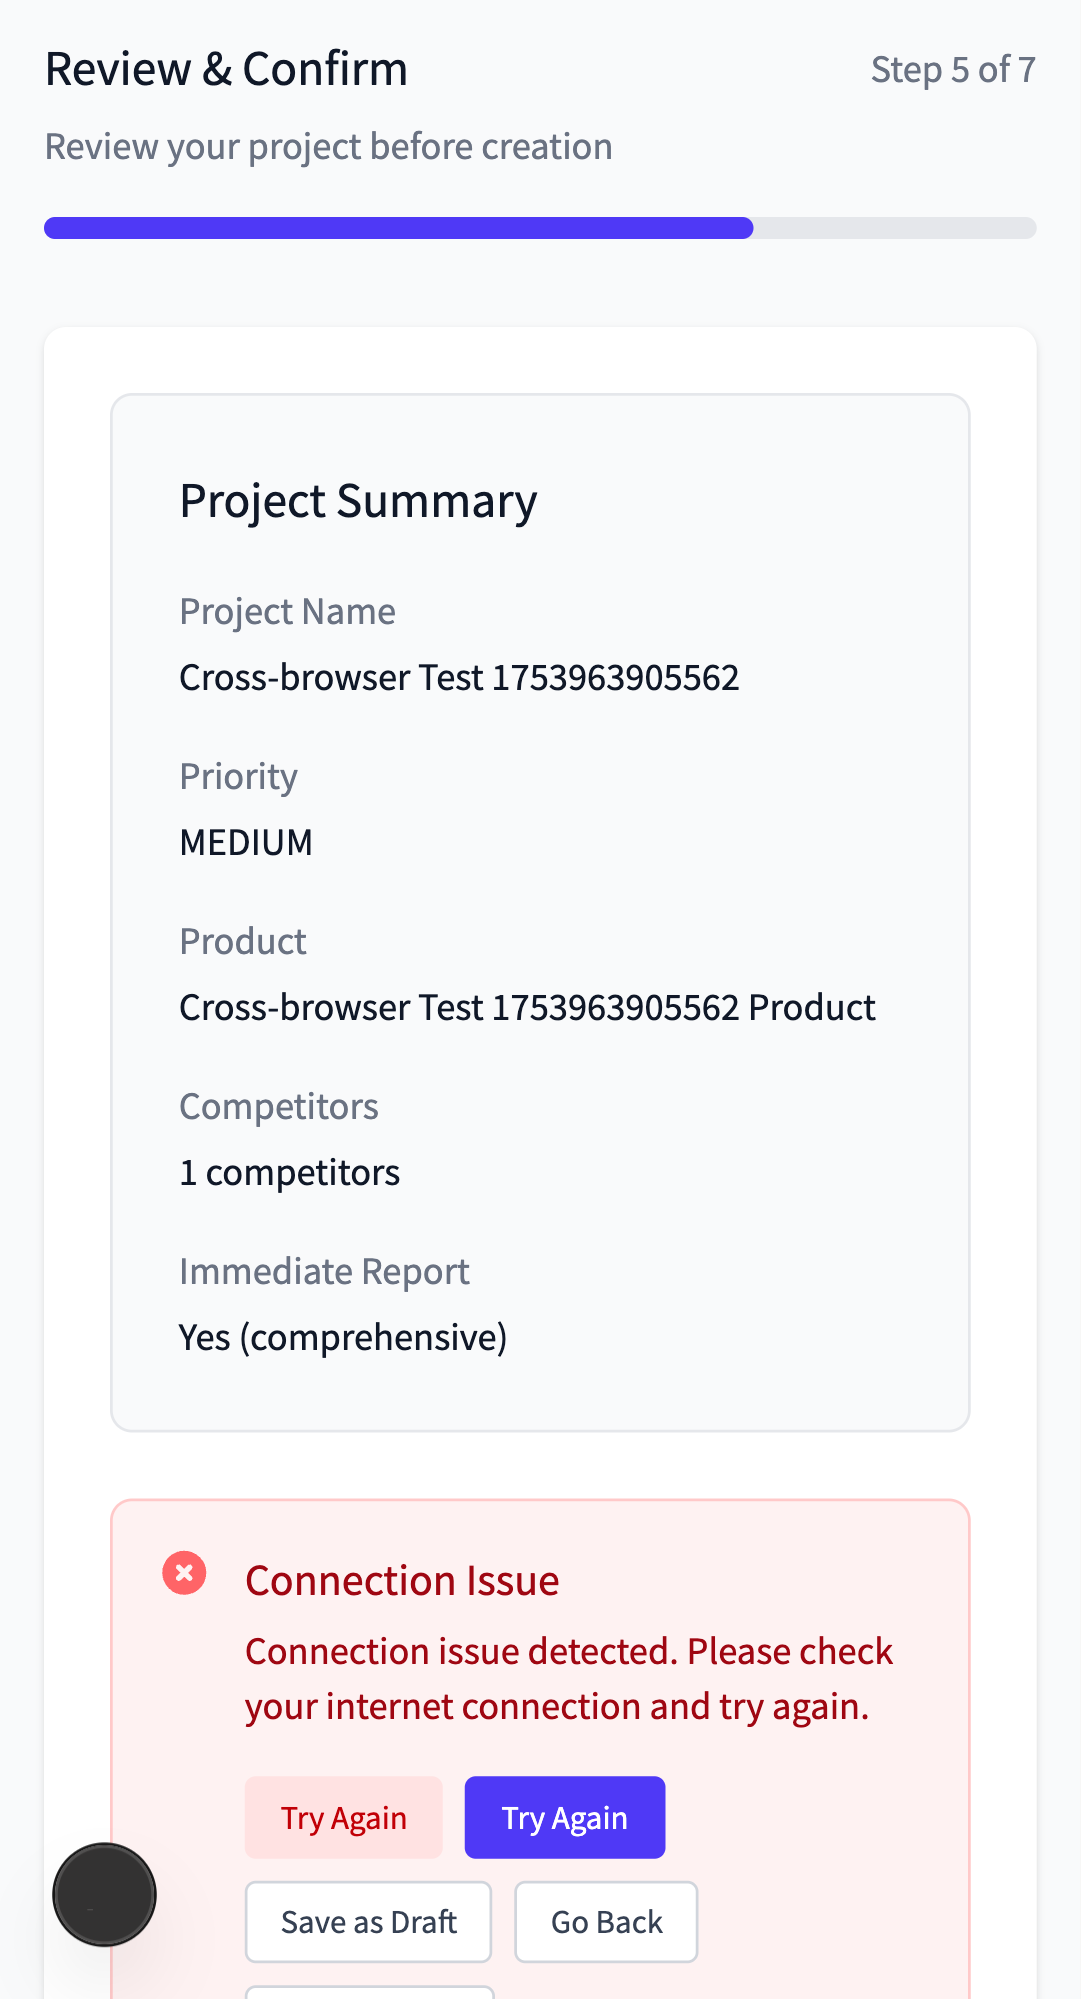 Review & Confirm
Step 5 of 7
Review your project before creation
Project Summary
Project Name
Cross-browser Test 1753963905562
Priority
MEDIUM
Product
Cross-browser Test 1753963905562 Product
Competitors
1 competitors
Immediate Report
Yes (comprehensive)
Connection Issue
Connection issue detected. Please check
your internet connection and try again.
Try Again
Try Again
Save as Draft
Go Back